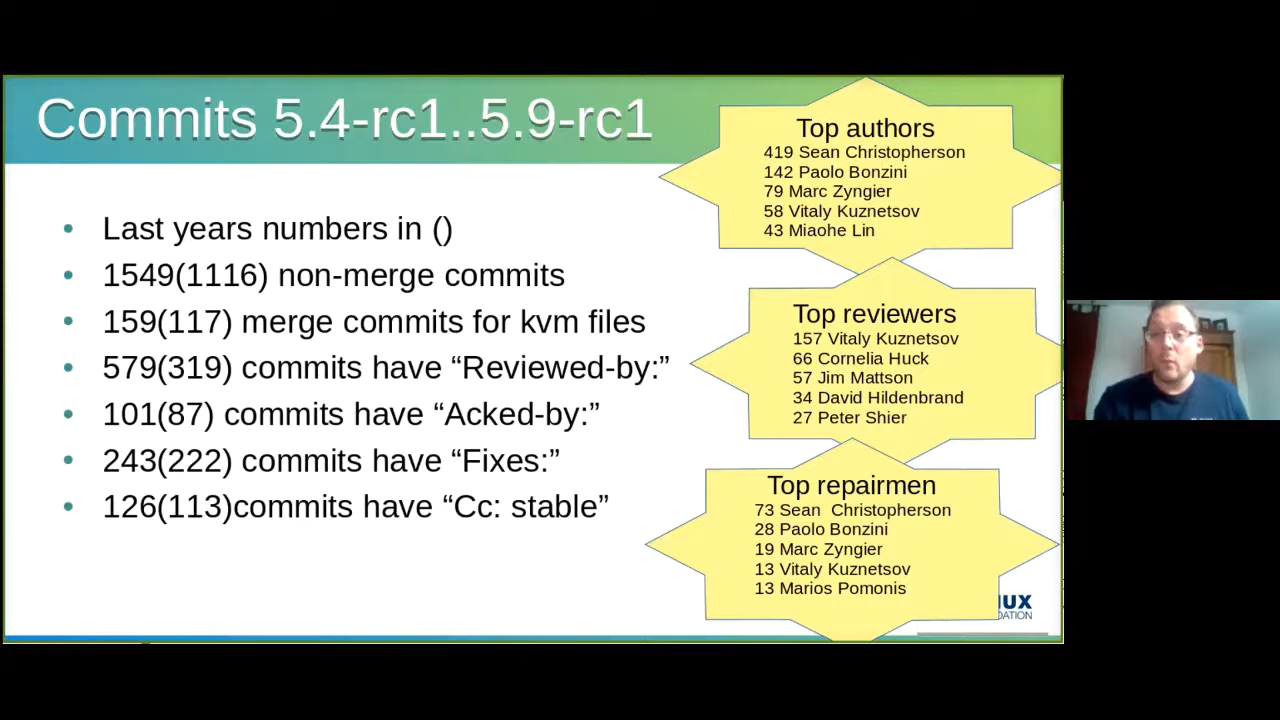 Commits 5.4-rc1..5.9-rc1
• Last years numbers in ()
• 1549(1116) non-merge commits
• 159(117) merge commits for kvm files
• 579(319) commits have “Reviewed-by:”
• 101(87) commits have “Acked-by:”
• 243(222) commits have “Fixes:”
• 126(113)commits have “Cc: stable”
Top authors
419 Sean Christopherson
142 Paolo Bonzini
79 Marc Zyngier
58 Vitaly Kuznetsov
43 Miaohe Lin
Top reviewers
157 Vitaly Kuznetsov
66 Cornelia Huck
57 Jim Mattson
34 David Hildenbrand
27 Peter Shier
Top repairmen
73 Sean  Christopherson
28 Paolo Bonzini
19 Marc Zyngier
13 Vitaly Kuznetsov
13 Marios Pomonis
UX
DATION